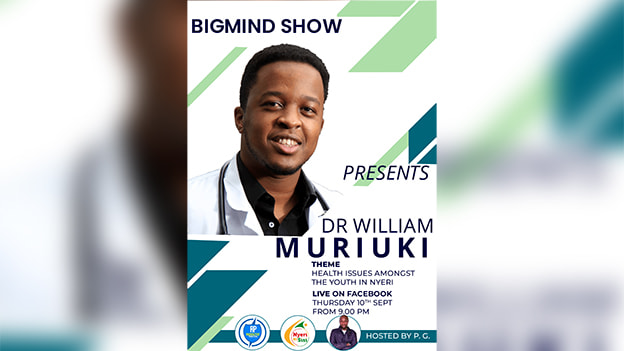 BIGMIND SHOW
PRESENTS
DR WILLIAM
MURIUKI
THEME
HEALTH ISSUES AMONGST
THE YOUTH IN NYERI
LIVE ON FACEBOOK
THURSDAY 10TH SEPT
FROM 9.00 PM
HOSTED BY P. G.